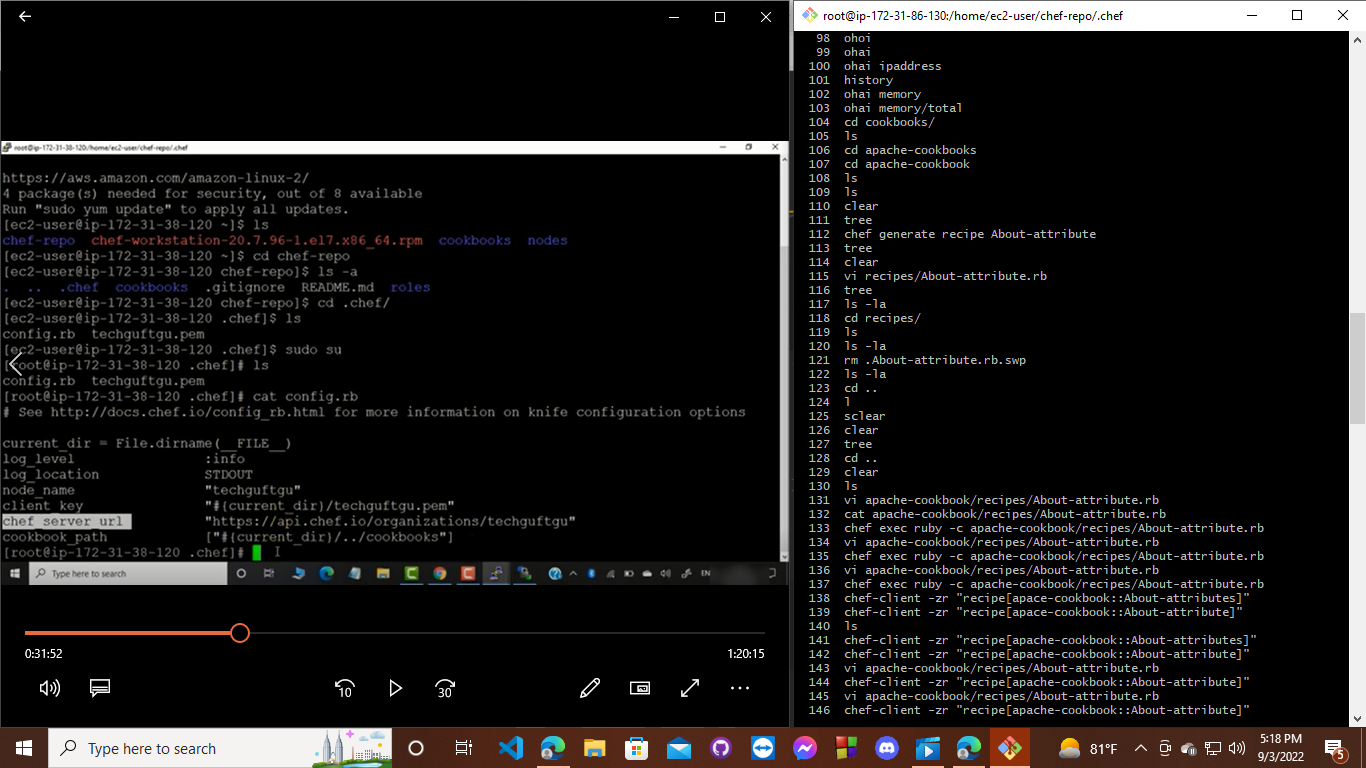 root@ip-172-31-38-120:/home/ec2-user/chef-repo/.chef
https://aws.amazon.com/amazon-linux-2/
4 package(s) needed for security, out of 8 available
Run "sudo yum update" to apply all updates.
[ec2-user@ip-172-31-38-120 ~]$ ls
chef-repo  chef-workstation-20.7.96-1.el7.x86_64.rpm  cookbooks  nodes
[ec2-user@ip-172-31-38-120 ~]$ cd chef-repo
[ec2-user@ip-172-31-38-120 chef-repo]$ ls -a
.  ..  .chef  cookbooks  .gitignore  README.md  roles
[ec2-user@ip-172-31-38-120 chef-repo]$ cd .chef/
[ec2-user@ip-172-31-38-120 .chef]$ ls
config.rb  techguftgu.pem
[ec2-user@ip-172-31-38-120 .chef]$ sudo su
[root@ip-172-31-38-120 .chef]# ls
config.rb  techguftgu.pem
[root@ip-172-31-38-120 .chef]# cat config.rb
# See http://docs.chef.io/config_rb.html for more information on knife configuration options
current_dir = File.dirname(__FILE__)
log_level                :info
log_location             STDOUT
node_name                "techguftgu"
client_key               "#{current_dir}/techguftgu.pem"
chef_server_url          "https://api.chef.io/organizations/techguftgu"
cookbook_path            ["#{current_dir}/../cookbooks"]
[root@ip-172-31-38-120 .chef]#
Type here to search
EN
0:31:52
1:20:15
10
30
root@ip-172-31-86-130:/home/ec2-user/chef-repo/.chef
98  ohoi
99  ohai
100  ohai ipaddress
101  history
102  ohai memory
103  ohai memory/total
104  cd cookbooks/
105  ls
106  cd apache-cookbooks
107  cd apache-cookbook
108  ls
109  ls
110  clear
111  tree
112  chef generate recipe About-attribute
113  tree
114  clear
115  vi recipes/About-attribute.rb
116  tree
117  ls -la
118  cd recipes/
119  ls
120  ls -la
121  rm .About-attribute.rb.swp
122  ls -la
123  cd ..
124  l
125  sclear
126  clear
127  tree
128  cd ..
129  clear
130  ls
131  vi apache-cookbook/recipes/About-attribute.rb
132  cat apache-cookbook/recipes/About-attribute.rb
133  chef exec ruby -c apache-cookbook/recipes/About-attribute.rb
134  vi apache-cookbook/recipes/About-attribute.rb
135  chef exec ruby -c apache-cookbook/recipes/About-attribute.rb
136  vi apache-cookbook/recipes/About-attribute.rb
137  chef exec ruby -c apache-cookbook/recipes/About-attribute.rb
138  chef-client -zr "recipe[apace-cookbook::About-attributes]"
139  chef-client -zr "recipe[apace-cookbook::About-attribute]"
140  ls
141  chef-client -zr "recipe[apache-cookbook::About-attributes]"
142  chef-client -zr "recipe[apache-cookbook::About-attribute]"
143  vi apache-cookbook/recipes/About-attribute.rb
144  chef-client -zr "recipe[apache-cookbook::About-attribute]"
145  vi apache-cookbook/recipes/About-attribute.rb
146  chef-client -zr "recipe[apache-cookbook::About-attribute]"
Type here to search
81°F
5:18 PM
9/3/2022
5